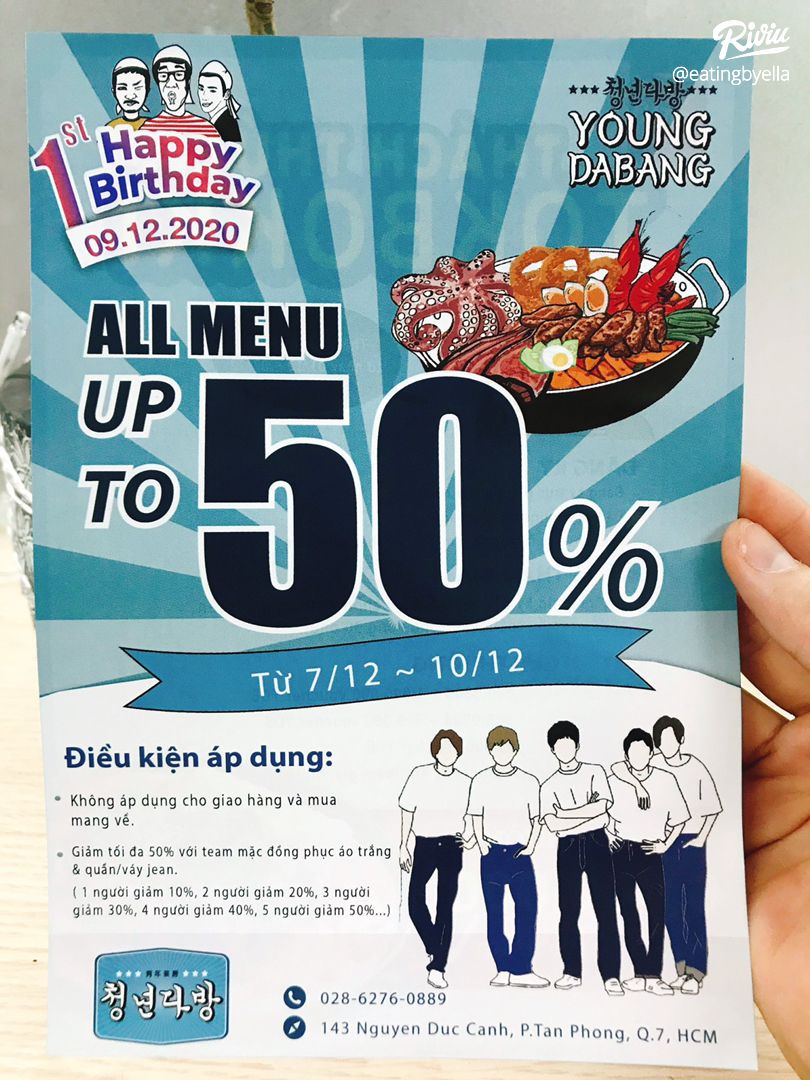 Riviu
@eatingbyella
1st
Happy
Birthday
09.12.2020
청년다방
YOUNG
DABANG
ALL MENU
UP
TO
50%
Từ 7/12 ~ 10/12
Điều kiện áp dụng:
Không áp dụng cho giao hàng và mua
mang về.
Giảm tối đa 50% với team mặc đồng phục áo trắng
& quần/váy jean.
( 1 người giảm 10%, 2 người giảm 20%, 3 người
giảm 30%, 4 người giảm 40%, 5 người giảm 50%...)
청년다방
028-6276-0889
143 Nguyen Duc Canh, P.Tan Phong, Q.7, HCM